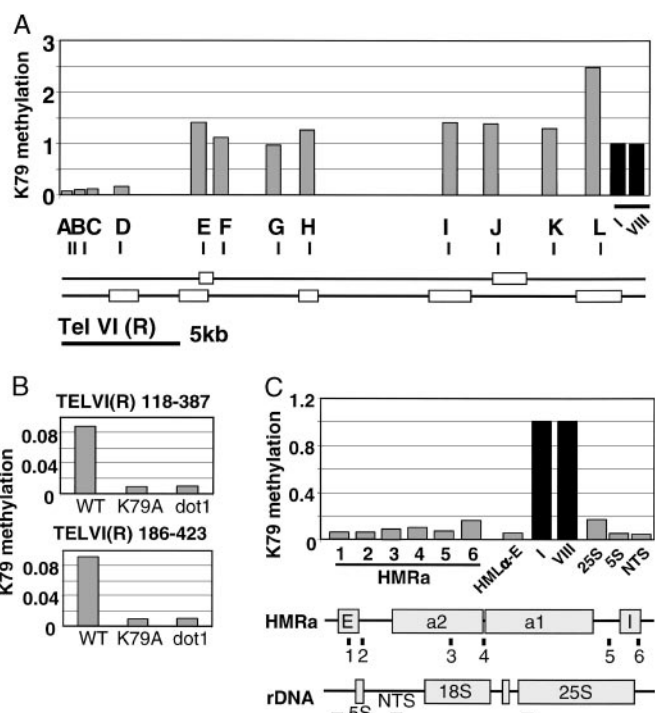 A
K79 methylation
3
2
1
0
A B C D E F G H I J K L I VIII
Tel VI (R) 5kb
B
TELVI(R) 118-387
K79 methylation
0.08
0.04
0
WT K79A dot1
TELVI(R) 186-423
0.08
0.04
0
WT K79A dot1
C
K79 methylation
1.2
0.8
0.4
0
1 2 3 4 5 6 HMLα-E I VIII 25S 5S NTS
HMRa
HMRa E a2 a1 I
1 2 3 4 5 6
rDNA 5S NTS 18S 25S